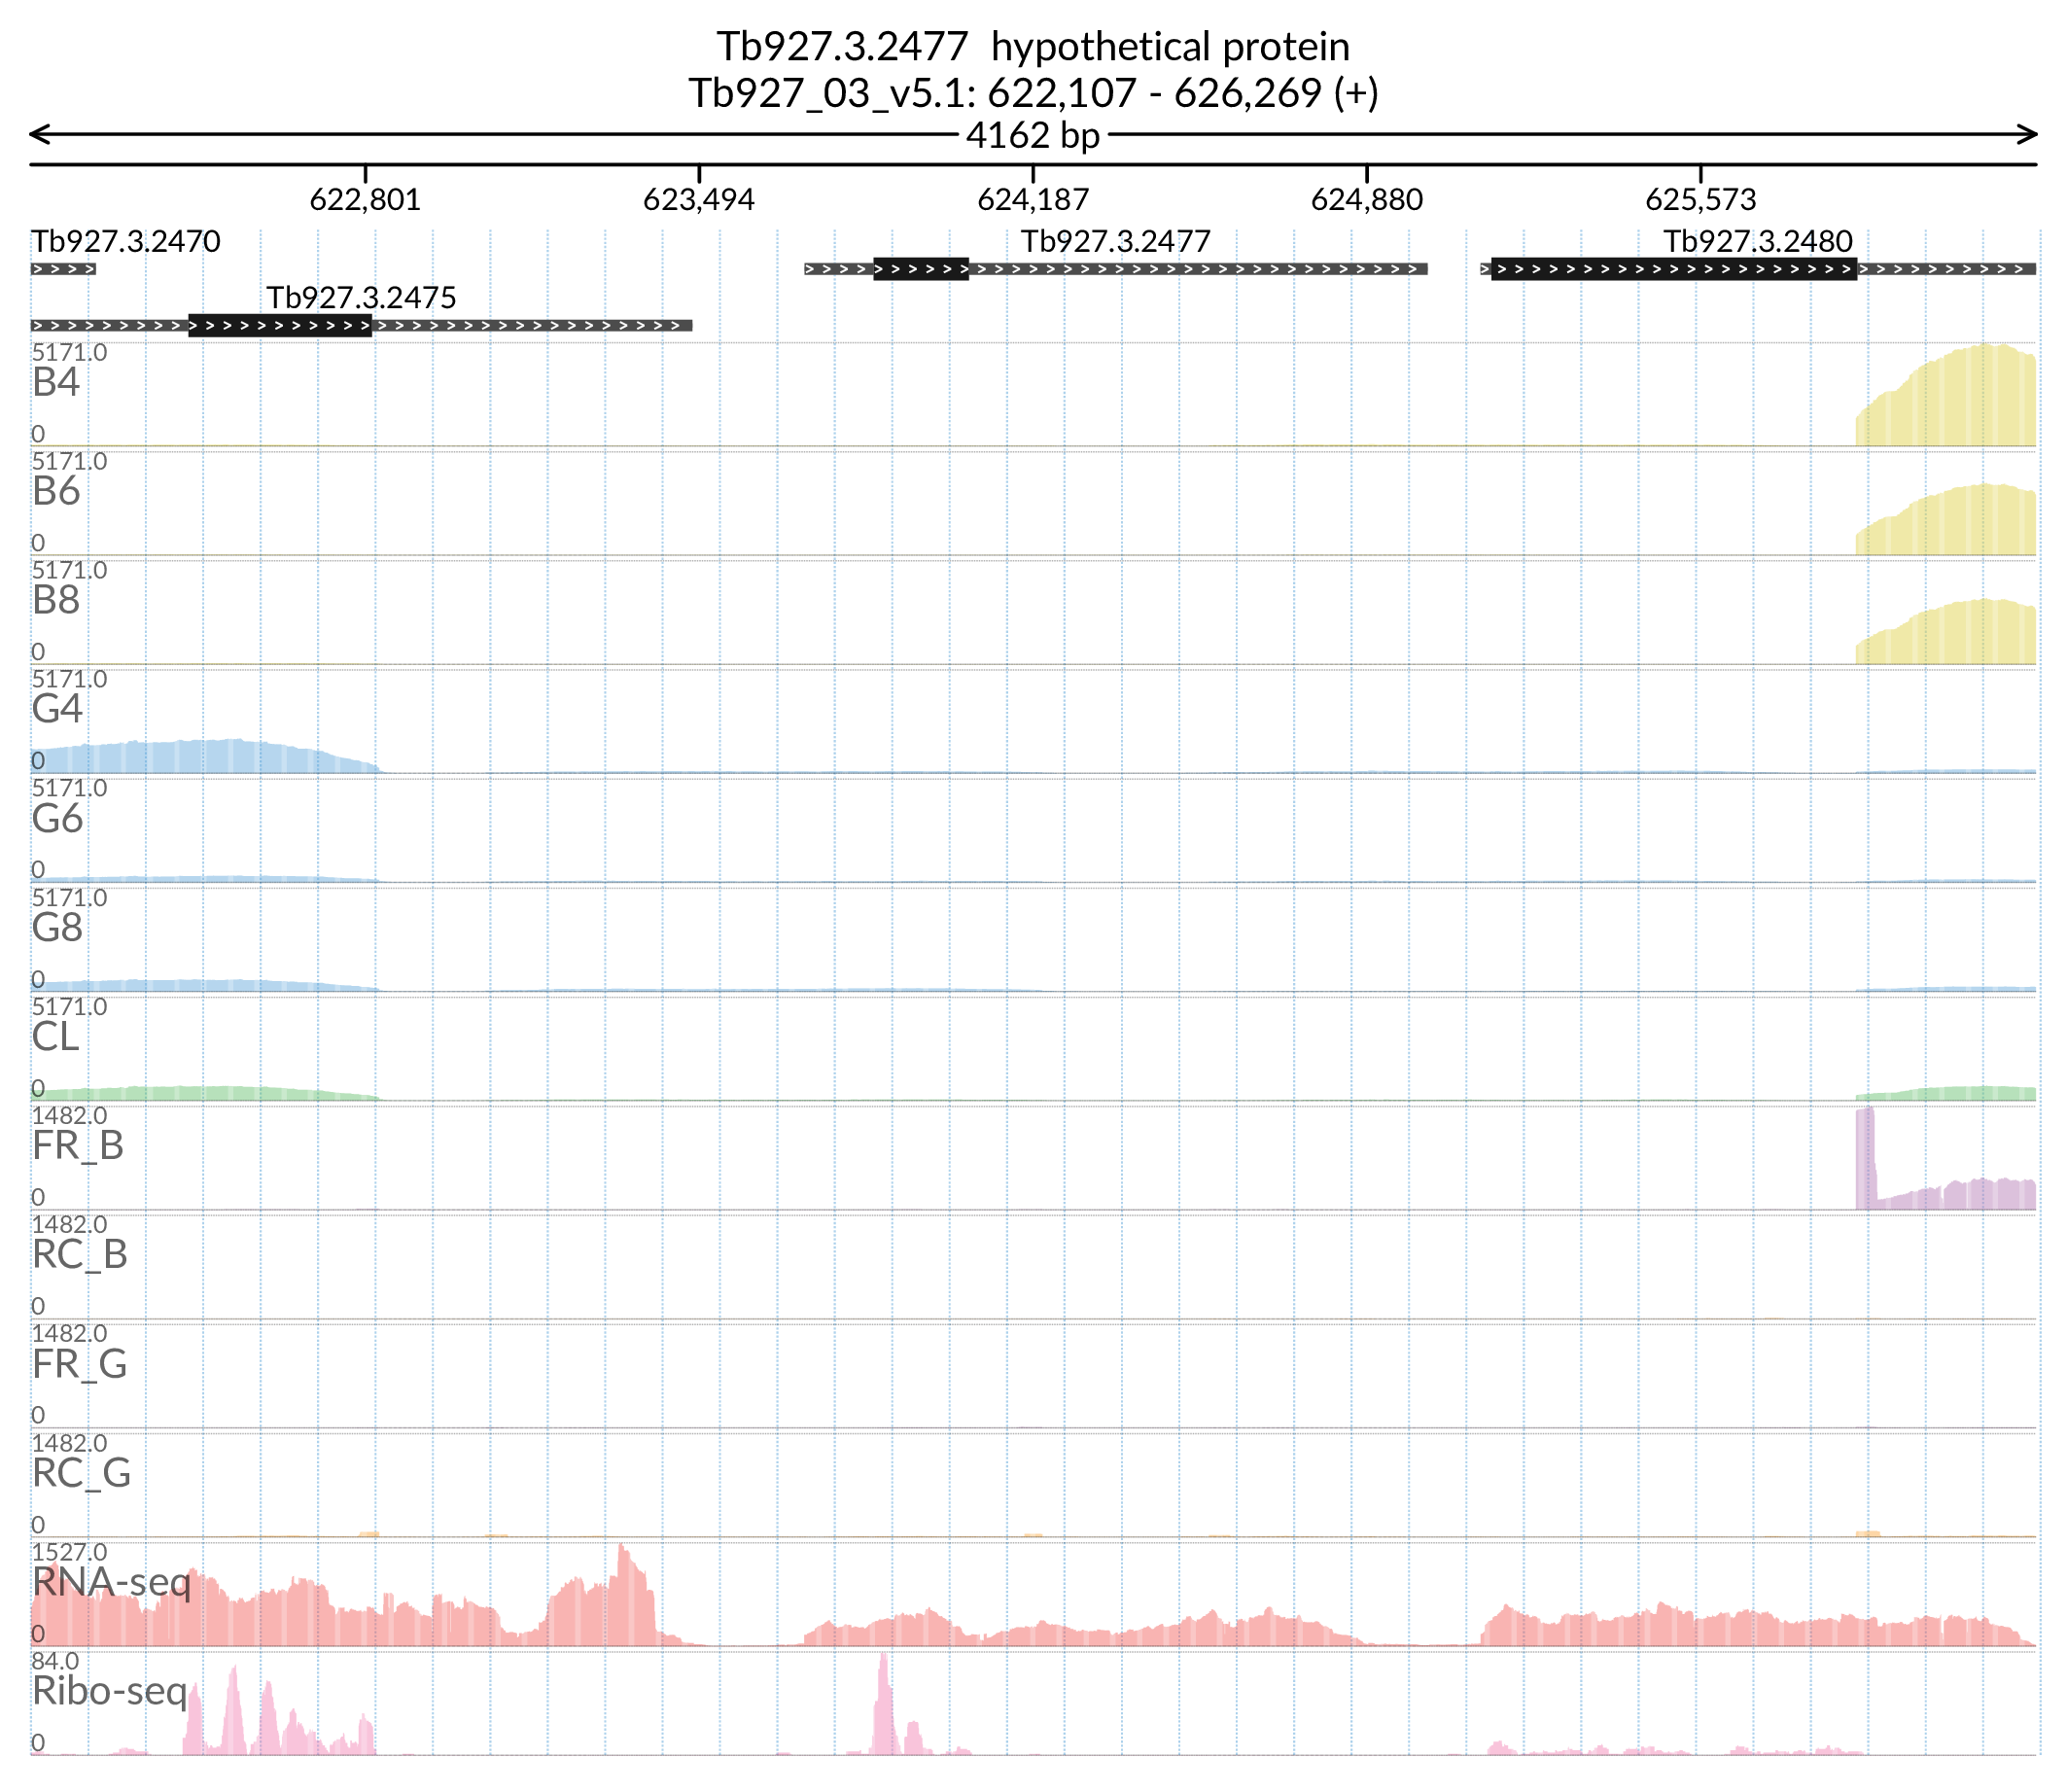 Tb927.3.2477  hypothetical protein
Tb927_03_v5.1: 622,107 - 626,269 (+)
4162 bp
622,801 623,494 624,187 624,880 625,573
Tb927.3.2470 Tb927.3.2477 Tb927.3.2480
Tb927.3.2475
5171.0
B4
0
5171.0
B6
0
5171.0
B8
0
5171.0
G4
0
5171.0
G6
0
5171.0
G8
0
5171.0
CL
0
1482.0
FR_B
0
1482.0
RC_B
0
1482.0
FR_G
0
1482.0
RC_G
0
1527.0
RNA-seq
0
84.0
Ribo-seq
0